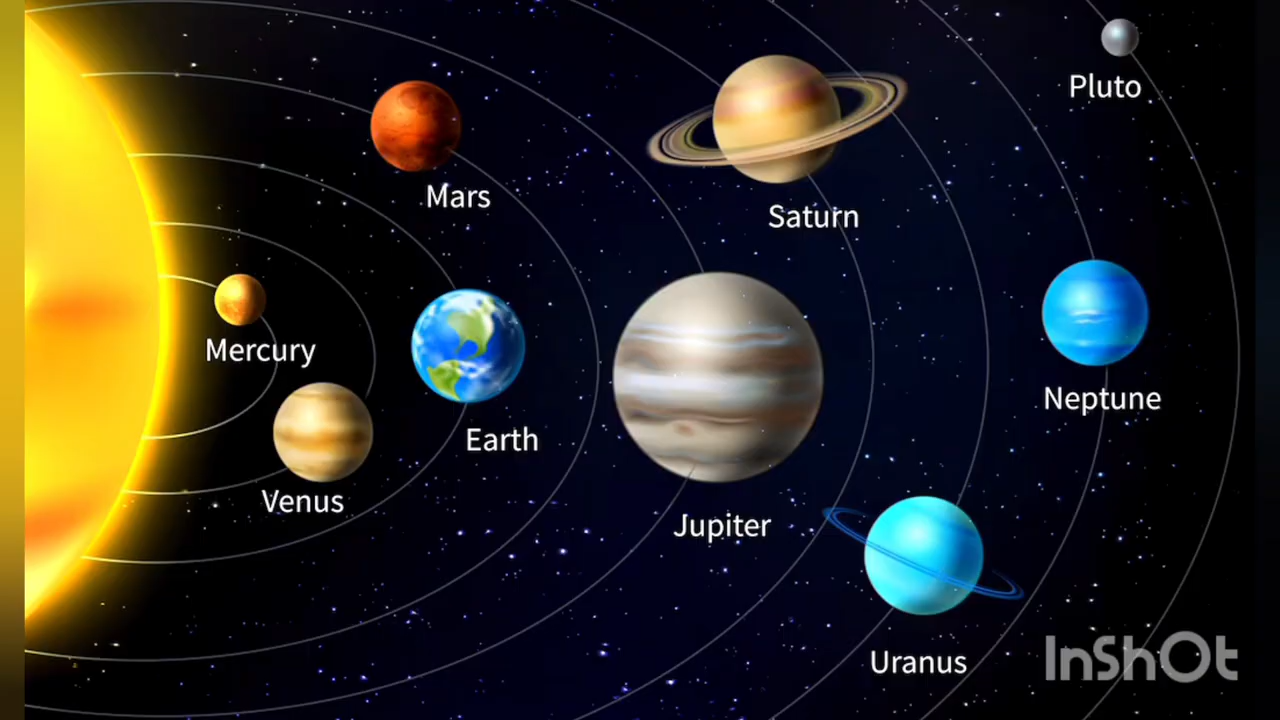 Pluto
Mars
Saturn
Mercury
Neptune
Earth
Venus
Jupiter
Uranus
InShOt